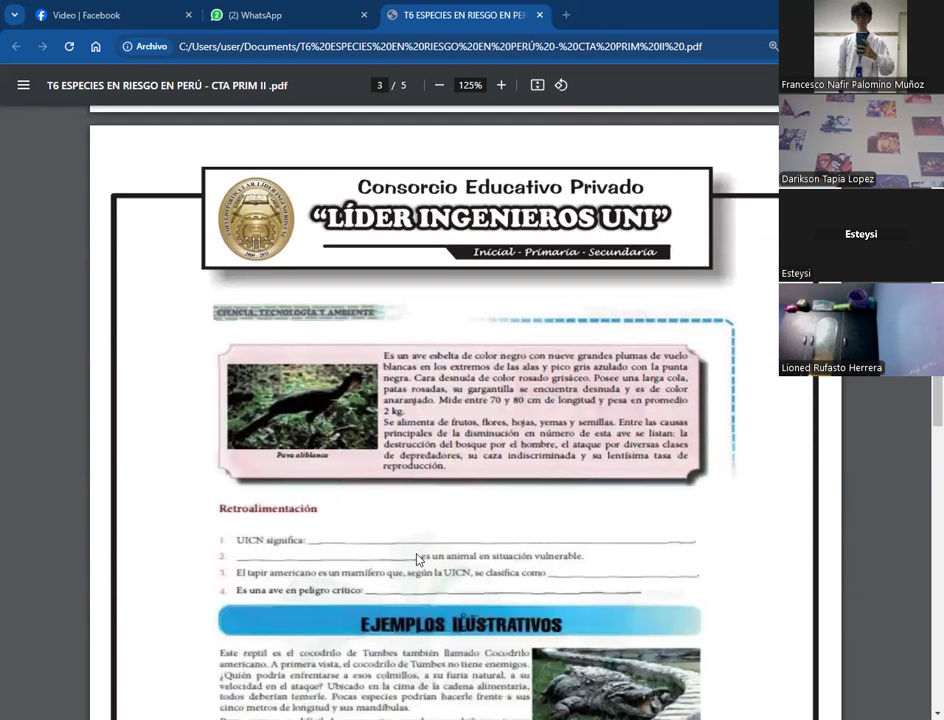 Video | Facebook
(2) WhatsApp
T6 ESPECIES EN RIESGO EN PER
Archivo
C:/Users/user/Documents/T6%20ESPECIES%20EN%20RIESGO%20EN%20PERÚ%20-%20CTA%20PRIM%20II%20.pdf
T6 ESPECIES EN RIESGO EN PERÚ - CTA PRIM II .pdf
3 / 5
125%
Francesco Nafir Palomino Muñoz
Darikson Tapia Lopez
Esteysi
Esteysi
Lioned Rufasto Herrera
Consorcio Educativo Privado
“LÍDER INGENIEROS UNI”
Inicial - Primaria - Secundaria
CIENCIA, TECNOLOGÍA Y AMBIENTE
Es un ave esbelta de color negro con nueve grandes plumas de vuelo
blancas en los extremos de las alas y pico gris azulado con la punta
negra. Cara desnuda de color rosado grisáceo. Posee una larga cola,
patas rosadas, su gargantilla se encuentra desnuda y es de color
anaranjado. Mide entre 70 y 80 cm de longitud y pesa en promedio
2 kg.
Se alimenta de frutos, flores, hojas, yemas y semillas. Entre las causas
principales de la disminución en número de esta ave se listan: la
destrucción del bosque por el hombre, el ataque por diversas clases
de depredadores, su caza indiscriminada y su lentísima tasa de
reproducción.
Pava aliblanca
Retroalimentación
1. UICN significa:
2. es un animal en situación vulnerable.
3. El tapir americano es un mamífero que, según la UICN, se clasifica como
4. Es una ave en peligro crítico:
EJEMPLOS ILUSTRATIVOS
Este reptil es el cocodrilo de Tumbes también llamado Cocodrilo
americano. A primera vista, el cocodrilo de Tumbes no tiene enemigos.
¿Quién podría enfrentarse a esos colmillos, a su furia natural, a su
velocidad en el ataque? Ubicado en la cima de la cadena alimentaria,
todos deberían temerle. Pocas especies podrían hacerle frente a sus
cinco metros de longitud y sus mandíbulas.